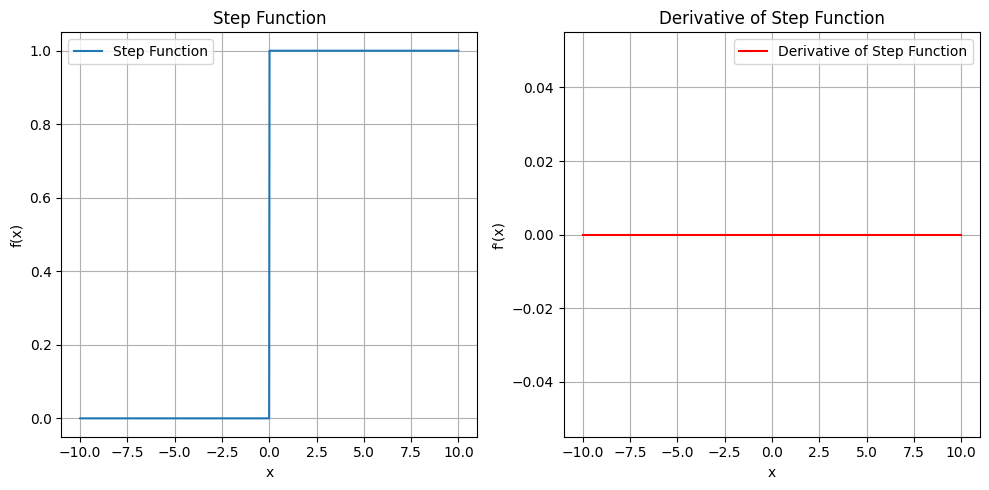 Step Function
Step Function
1.0
0.8
0.6
0.4
0.2
0.0
f(x)
−10.0 −7.5 −5.0 −2.5 0.0 2.5 5.0 7.5 10.0
x
Derivative of Step Function
Derivative of Step Function
0.04
0.02
0.00
−0.02
−0.04
f'(x)
−10.0 −7.5 −5.0 −2.5 0.0 2.5 5.0 7.5 10.0
x